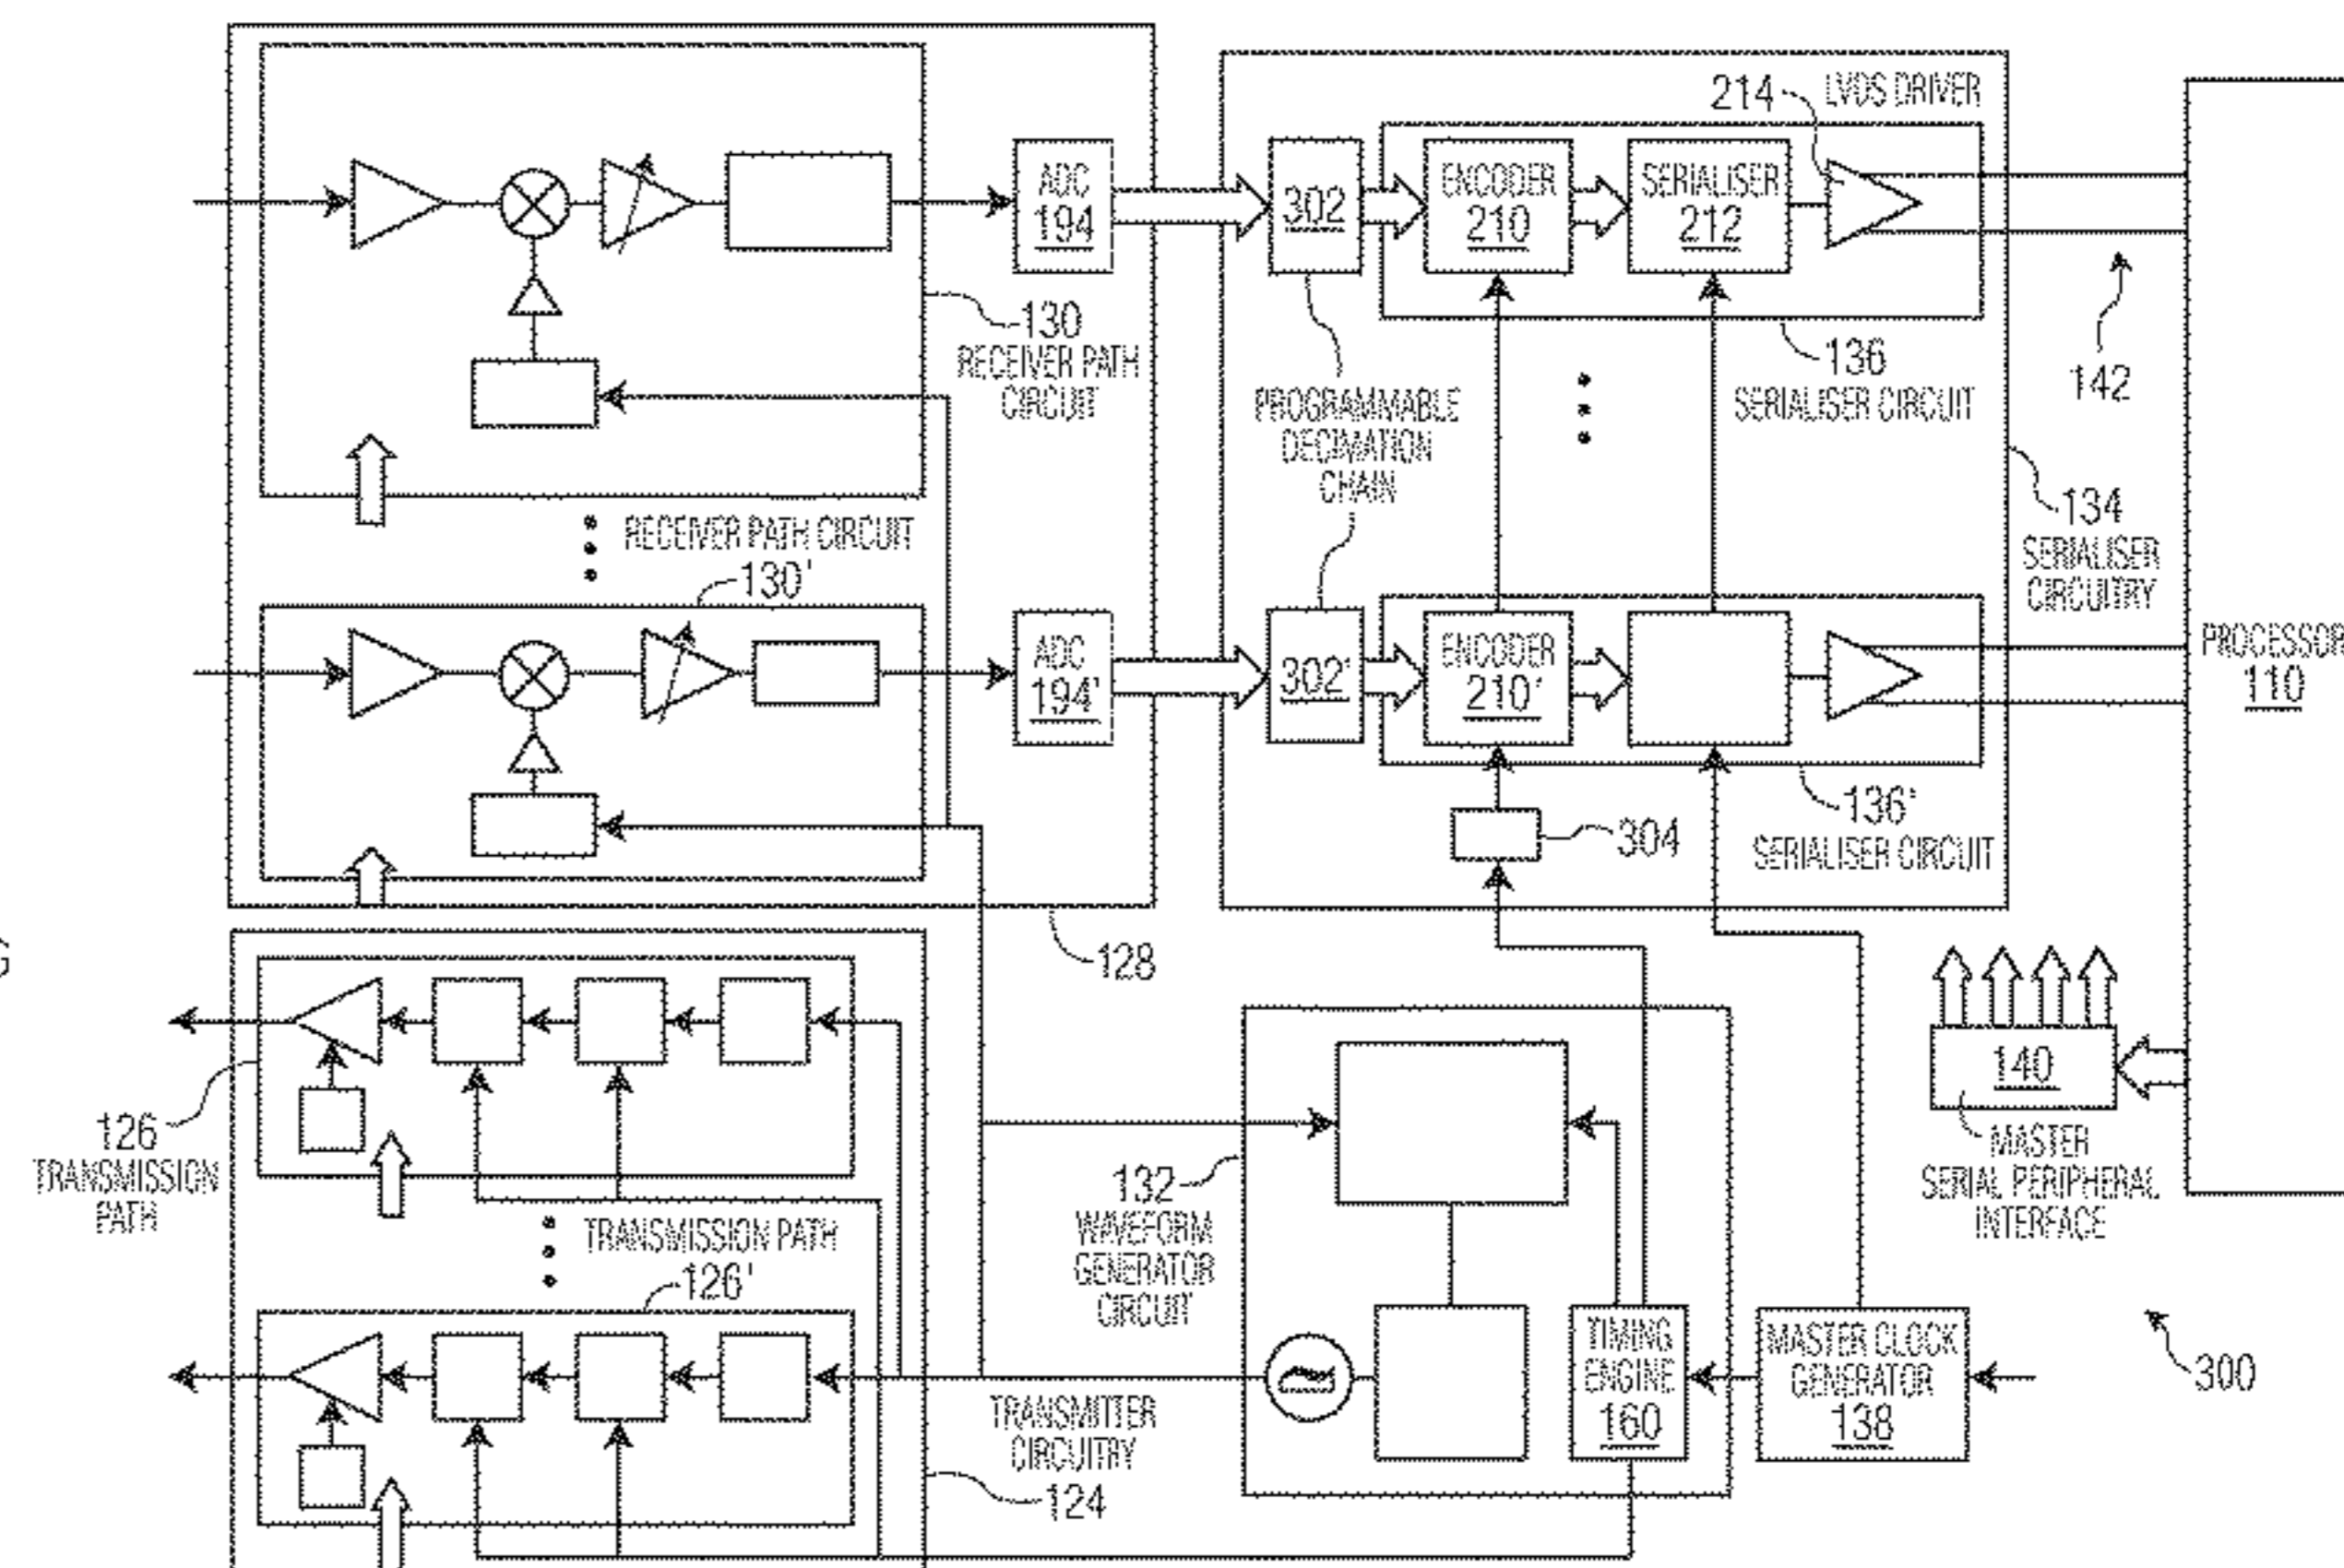 214
LVDS DRIVER
ADC
194
302
ENCODER
210
SERIALISER
212
130
RECEIVER PATH
CIRCUIT
PROGRAMMABLE
DECIMATION
CHAIN
136
SERIALISER CIRCUIT
142
134
SERIALISER
CIRCUITRY
RECEIVER PATH CIRCUIT
130'
ADC
194'
302'
ENCODER
210'
PROCESSOR
110
304
136'
SERIALISER CIRCUIT
128
126
TRANSMISSION
PATH
140
MASTER
SERIAL PERIPHERAL
INTERFACE
132
WAVEFORM
GENERATOR
CIRCUIT
TRANSMISSION PATH
126'
TIMING
ENGINE
160
MASTER CLOCK
GENERATOR
138
300
TRANSMITTER
CIRCUITRY
124